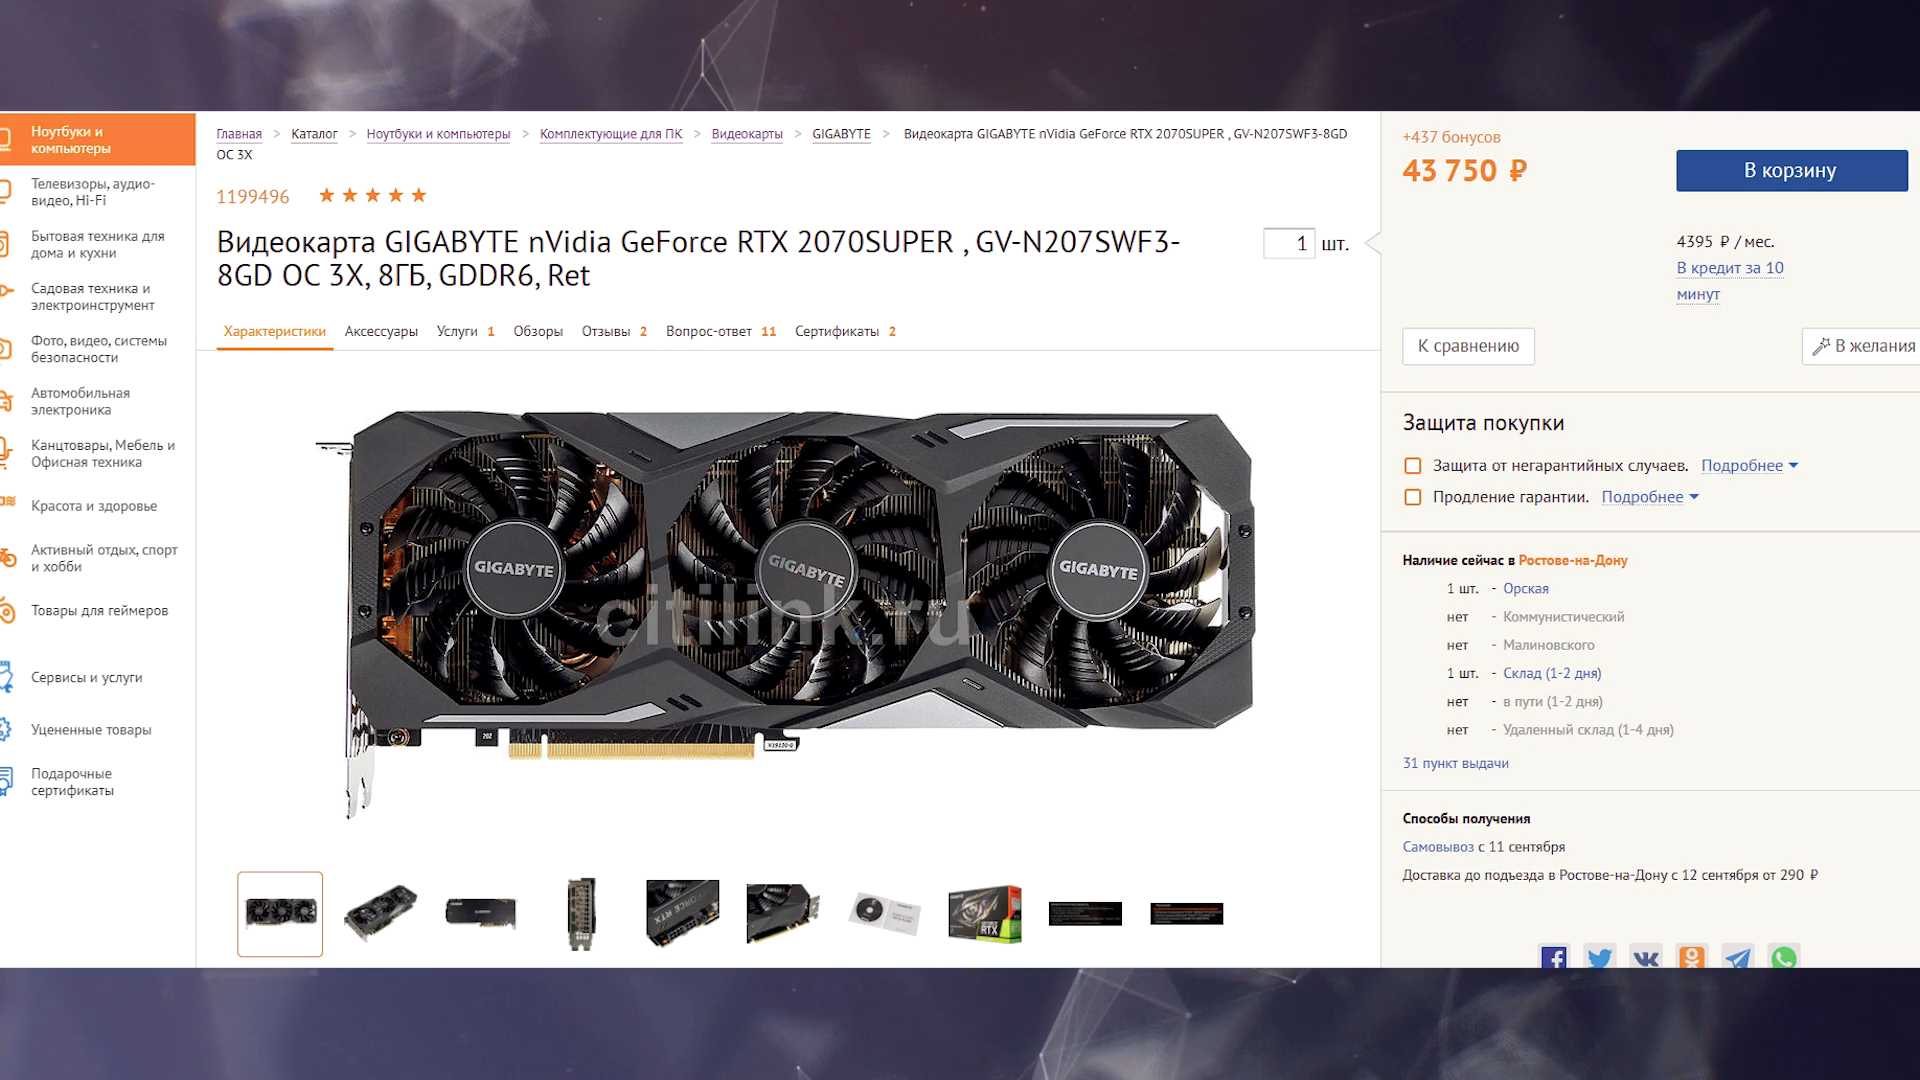 Ноутбуки и
компьютеры
Телевизоры, аудио-
видео, Hi-Fi
Бытовая техника для
дома и кухни
Садовая техника и
электроинструмент
Фото, видео, системы
безопасности
Автомобильная
электроника
Канцтовары, Мебель и
Офисная техника
Красота и здоровье
Активный отдых, спорт
и хобби
Товары для геймеров
Сервисы и услуги
Уцененные товары
Подарочные
сертификаты
Главная > Каталог > Ноутбуки и компьютеры > Комплектующие для ПК > Видеокарты > GIGABYTE > Видеокарта GIGABYTE nVidia GeForce RTX 2070SUPER , GV-N207SWF3-8GD
OC 3X
1199496
Видеокарта GIGABYTE nVidia GeForce RTX 2070SUPER , GV-N207SWF3-
8GD OC 3X, 8ГБ, GDDR6, Ret
1 шт.
Характеристики Аксессуары Услуги 1 Обзоры Отзывы 2 Вопрос-ответ 11 Сертификаты 2
GIGABYTE GIGABYTE GIGABYTE
citilink.ru
+437 бонусов
43 750 ₽
В корзину
4395 ₽ / мес.
В кредит за 10
минут
К сравнению
В желания
Защита покупки
Защита от негарантийных случаев. Подробнее
Продление гарантии. Подробнее
Наличие сейчас в Ростове-на-Дону
1 шт. - Орская
нет - Коммунистический
нет - Малиновского
1 шт. - Склад (1-2 дня)
нет - в пути (1-2 дня)
нет - Удаленный склад (1-4 дня)
31 пункт выдачи
Способы получения
Самовывоз с 11 сентября
Доставка до подъезда в Ростове-на-Дону с 12 сентября от 290 ₽